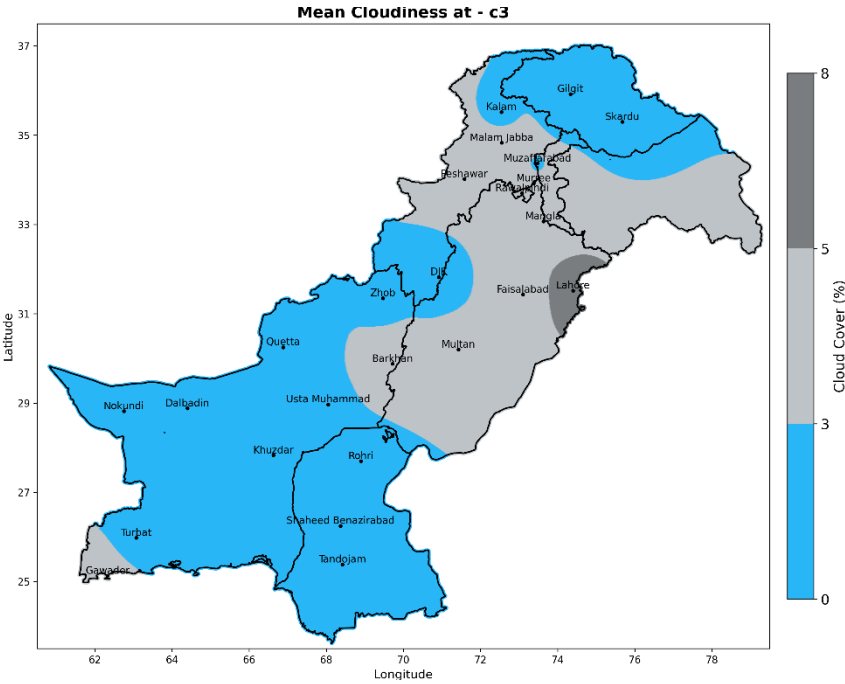 Mean Cloudiness at - c3
37
35
33
31
29
27
25
Latitude
62
64
66
68
70
72
74
76
78
Longitude
Gilgit
Kalam
Skardu
Malam Jabba
Muzaffarabad
Peshawar
Murree
Rawalpindi
Mangla
DIK
Zhob
Faisalabad
Lahore
Quetta
Barkhan
Multan
Nokundi
Dalbadin
Usta Muhammad
Khuzdar
Rohri
Shaheed Benazirabad
Turbat
Tandojam
Gawader
8
5
3
0
Cloud Cover (%)